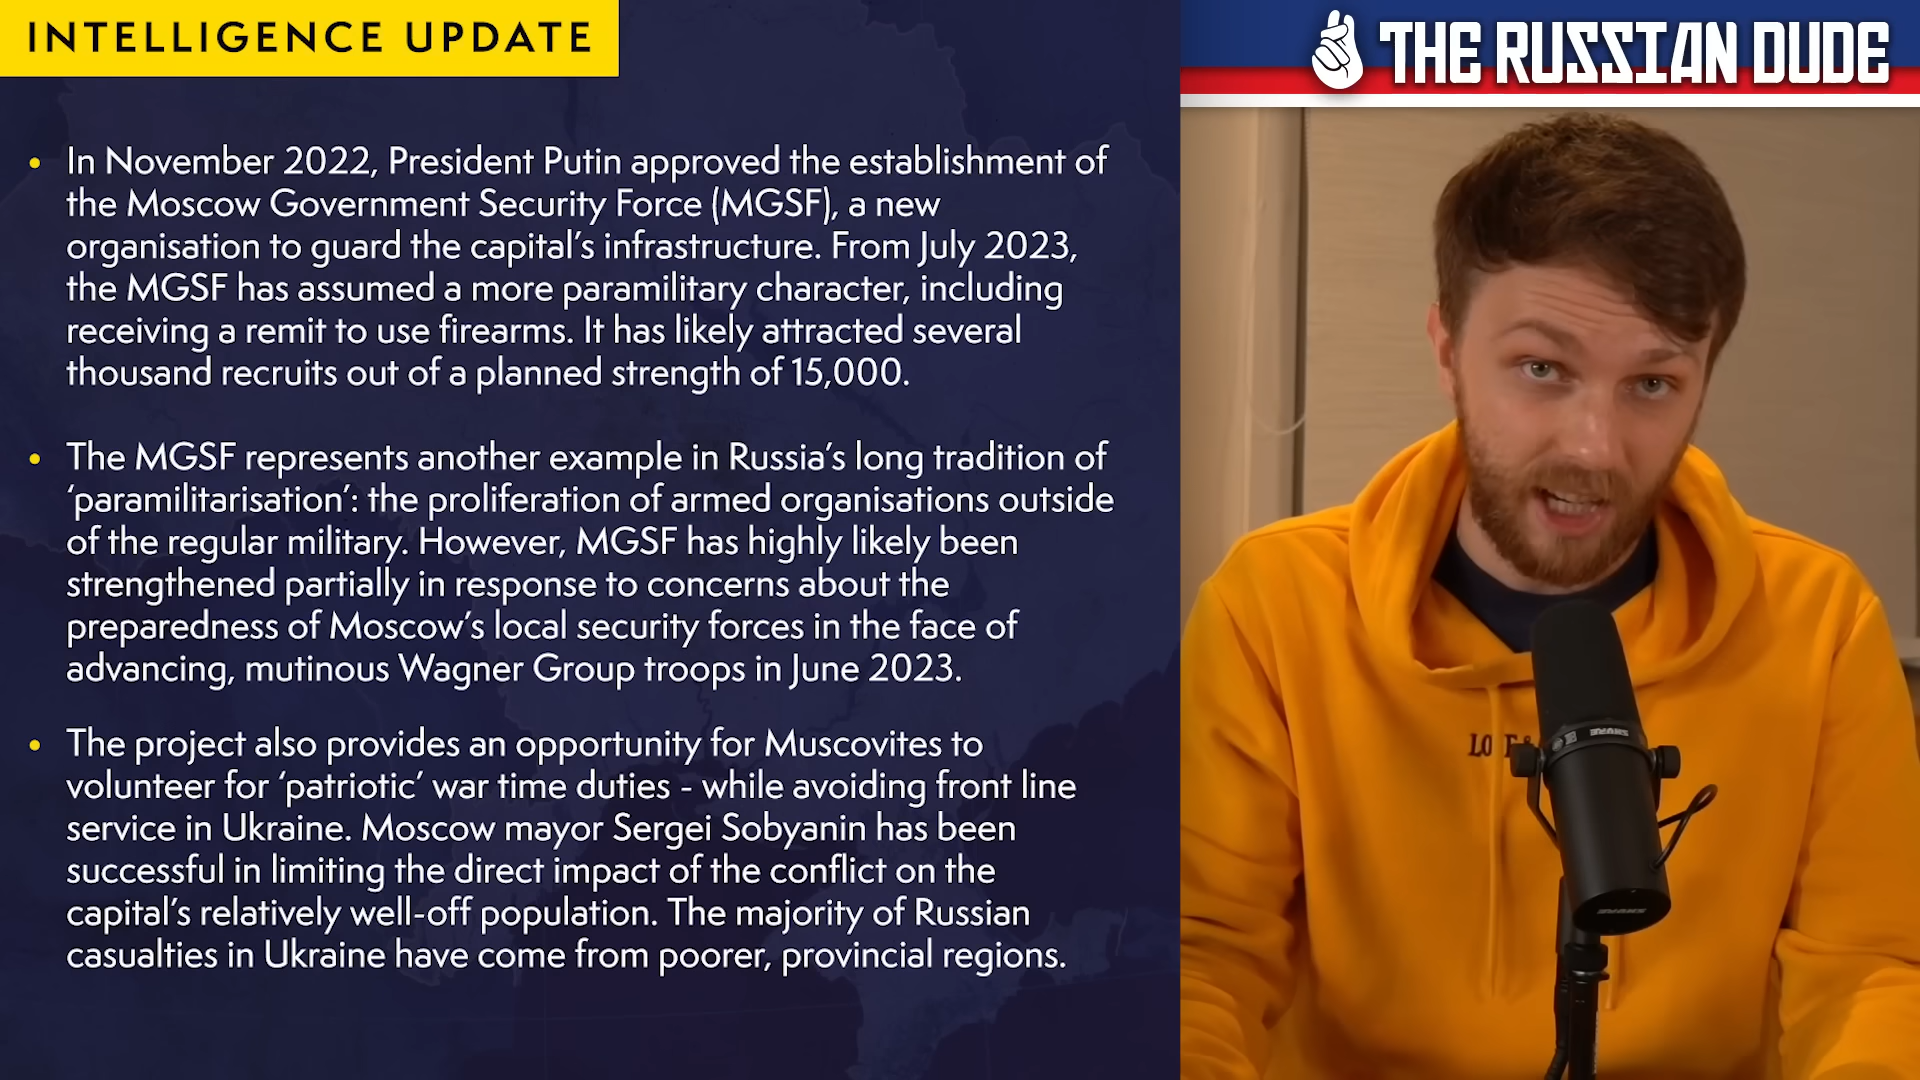 INTELLIGENCE UPDATE
THE RUSSIAN DUDE
• In November 2022, President Putin approved the establishment of
the Moscow Government Security Force (MGSF), a new
organisation to guard the capital’s infrastructure. From July 2023,
the MGSF has assumed a more paramilitary character, including
receiving a remit to use firearms. It has likely attracted several
thousand recruits out of a planned strength of 15,000.
• The MGSF represents another example in Russia’s long tradition of
‘paramilitarisation’: the proliferation of armed organisations outside
of the regular military. However, MGSF has highly likely been
strengthened partially in response to concerns about the
preparedness of Moscow’s local security forces in the face of
advancing, mutinous Wagner Group troops in June 2023.
• The project also provides an opportunity for Muscovites to
volunteer for ‘patriotic’ war time duties - while avoiding front line
service in Ukraine. Moscow mayor Sergei Sobyanin has been
successful in limiting the direct impact of the conflict on the
capital’s relatively well-off population. The majority of Russian
casualties in Ukraine have come from poorer, provincial regions.
SHURE
SHURE